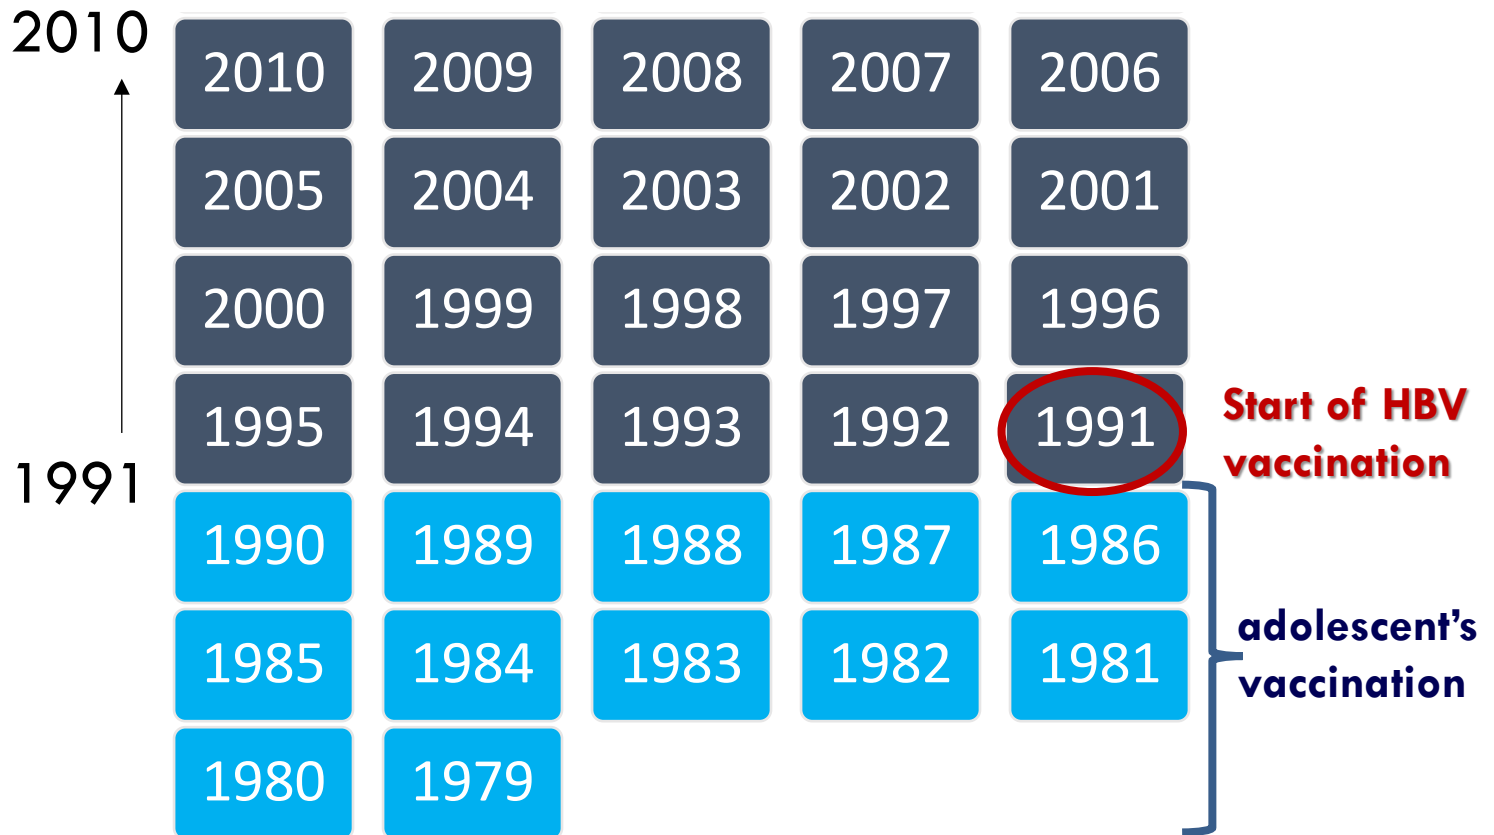 2010
2010 2009 2008 2007 2006
2005 2004 2003 2002 2001
2000 1999 1998 1997 1996
1995 1994 1993 1992 1991
Start of HBV
vaccination
1991
1990 1989 1988 1987 1986
1985 1984 1983 1982 1981
adolescent's
vaccination
1980 1979